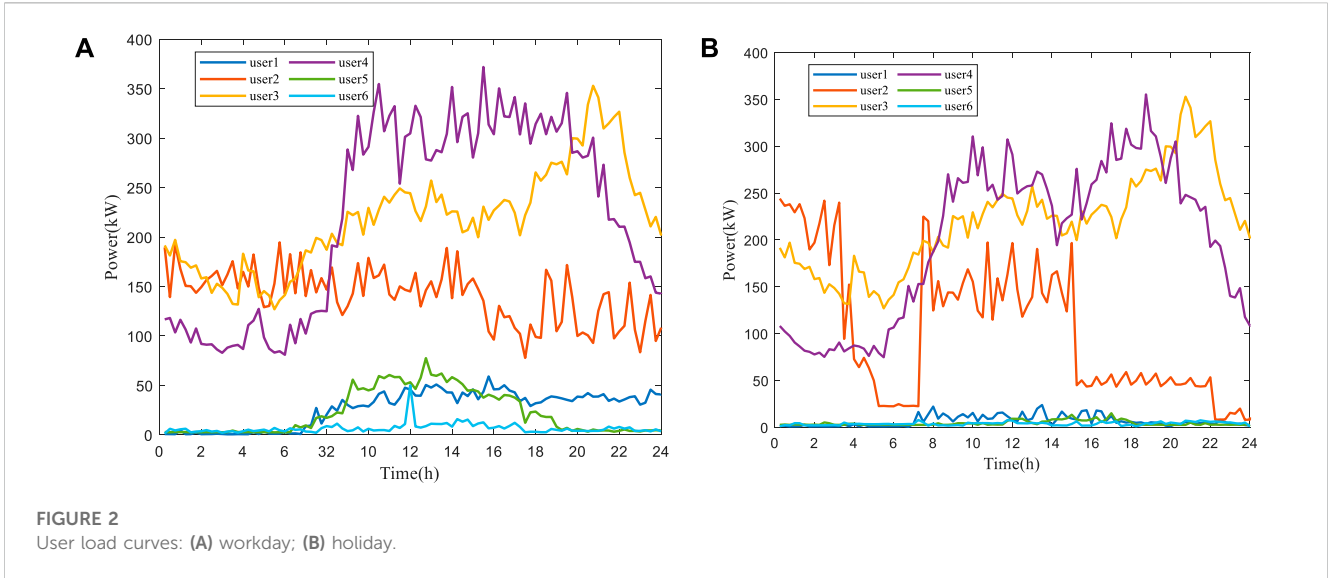 A
Power(kW)
400
350
300
250
200
150
100
50
0
user1 user4
user2 user5
user3 user6
0 2 4 6 32 10 12 14 16 18 20 22 24
Time(h)
B
Power(kW)
400
350
300
250
200
150
100
50
0
user1 user4
user2 user5
user3 user6
0 2 4 6 8 10 12 14 16 18 20 22 24
Time(h)
FIGURE 2
User load curves: (A) workday; (B) holiday.